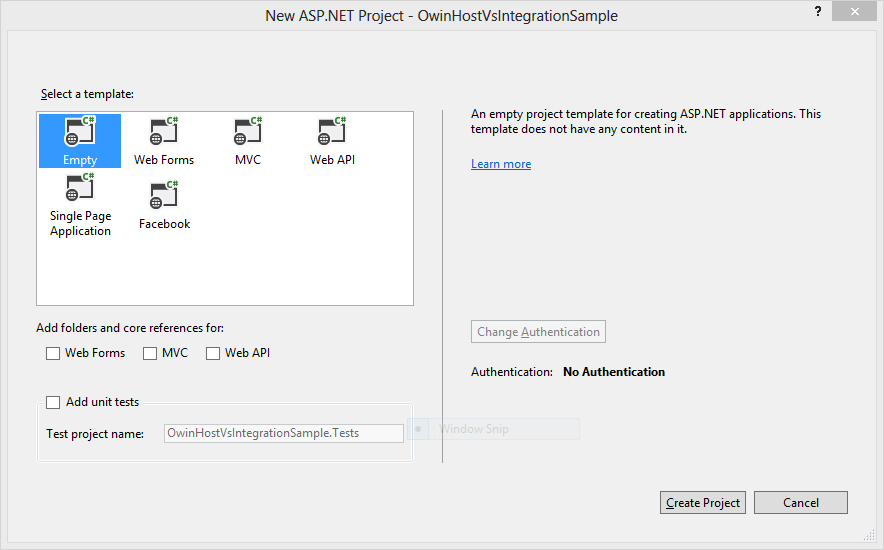 New ASP.NET Project - OwinHostVsIntegrationSample
?
Select a template:
C#
C#
C#
C#
Empty
Web Forms
MVC
Web API
C#
C#
Single Page
Application
Facebook
An empty project template for creating ASP.NET applications. This
template does not have any content in it.
Learn more
Add folders and core references for:
Web Forms
MVC
Web API
Change Authentication
Authentication: No Authentication
Add unit tests
Test project name:
OwinHostVsIntegrationSample.Tests
Window Snip
Create Project
Cancel